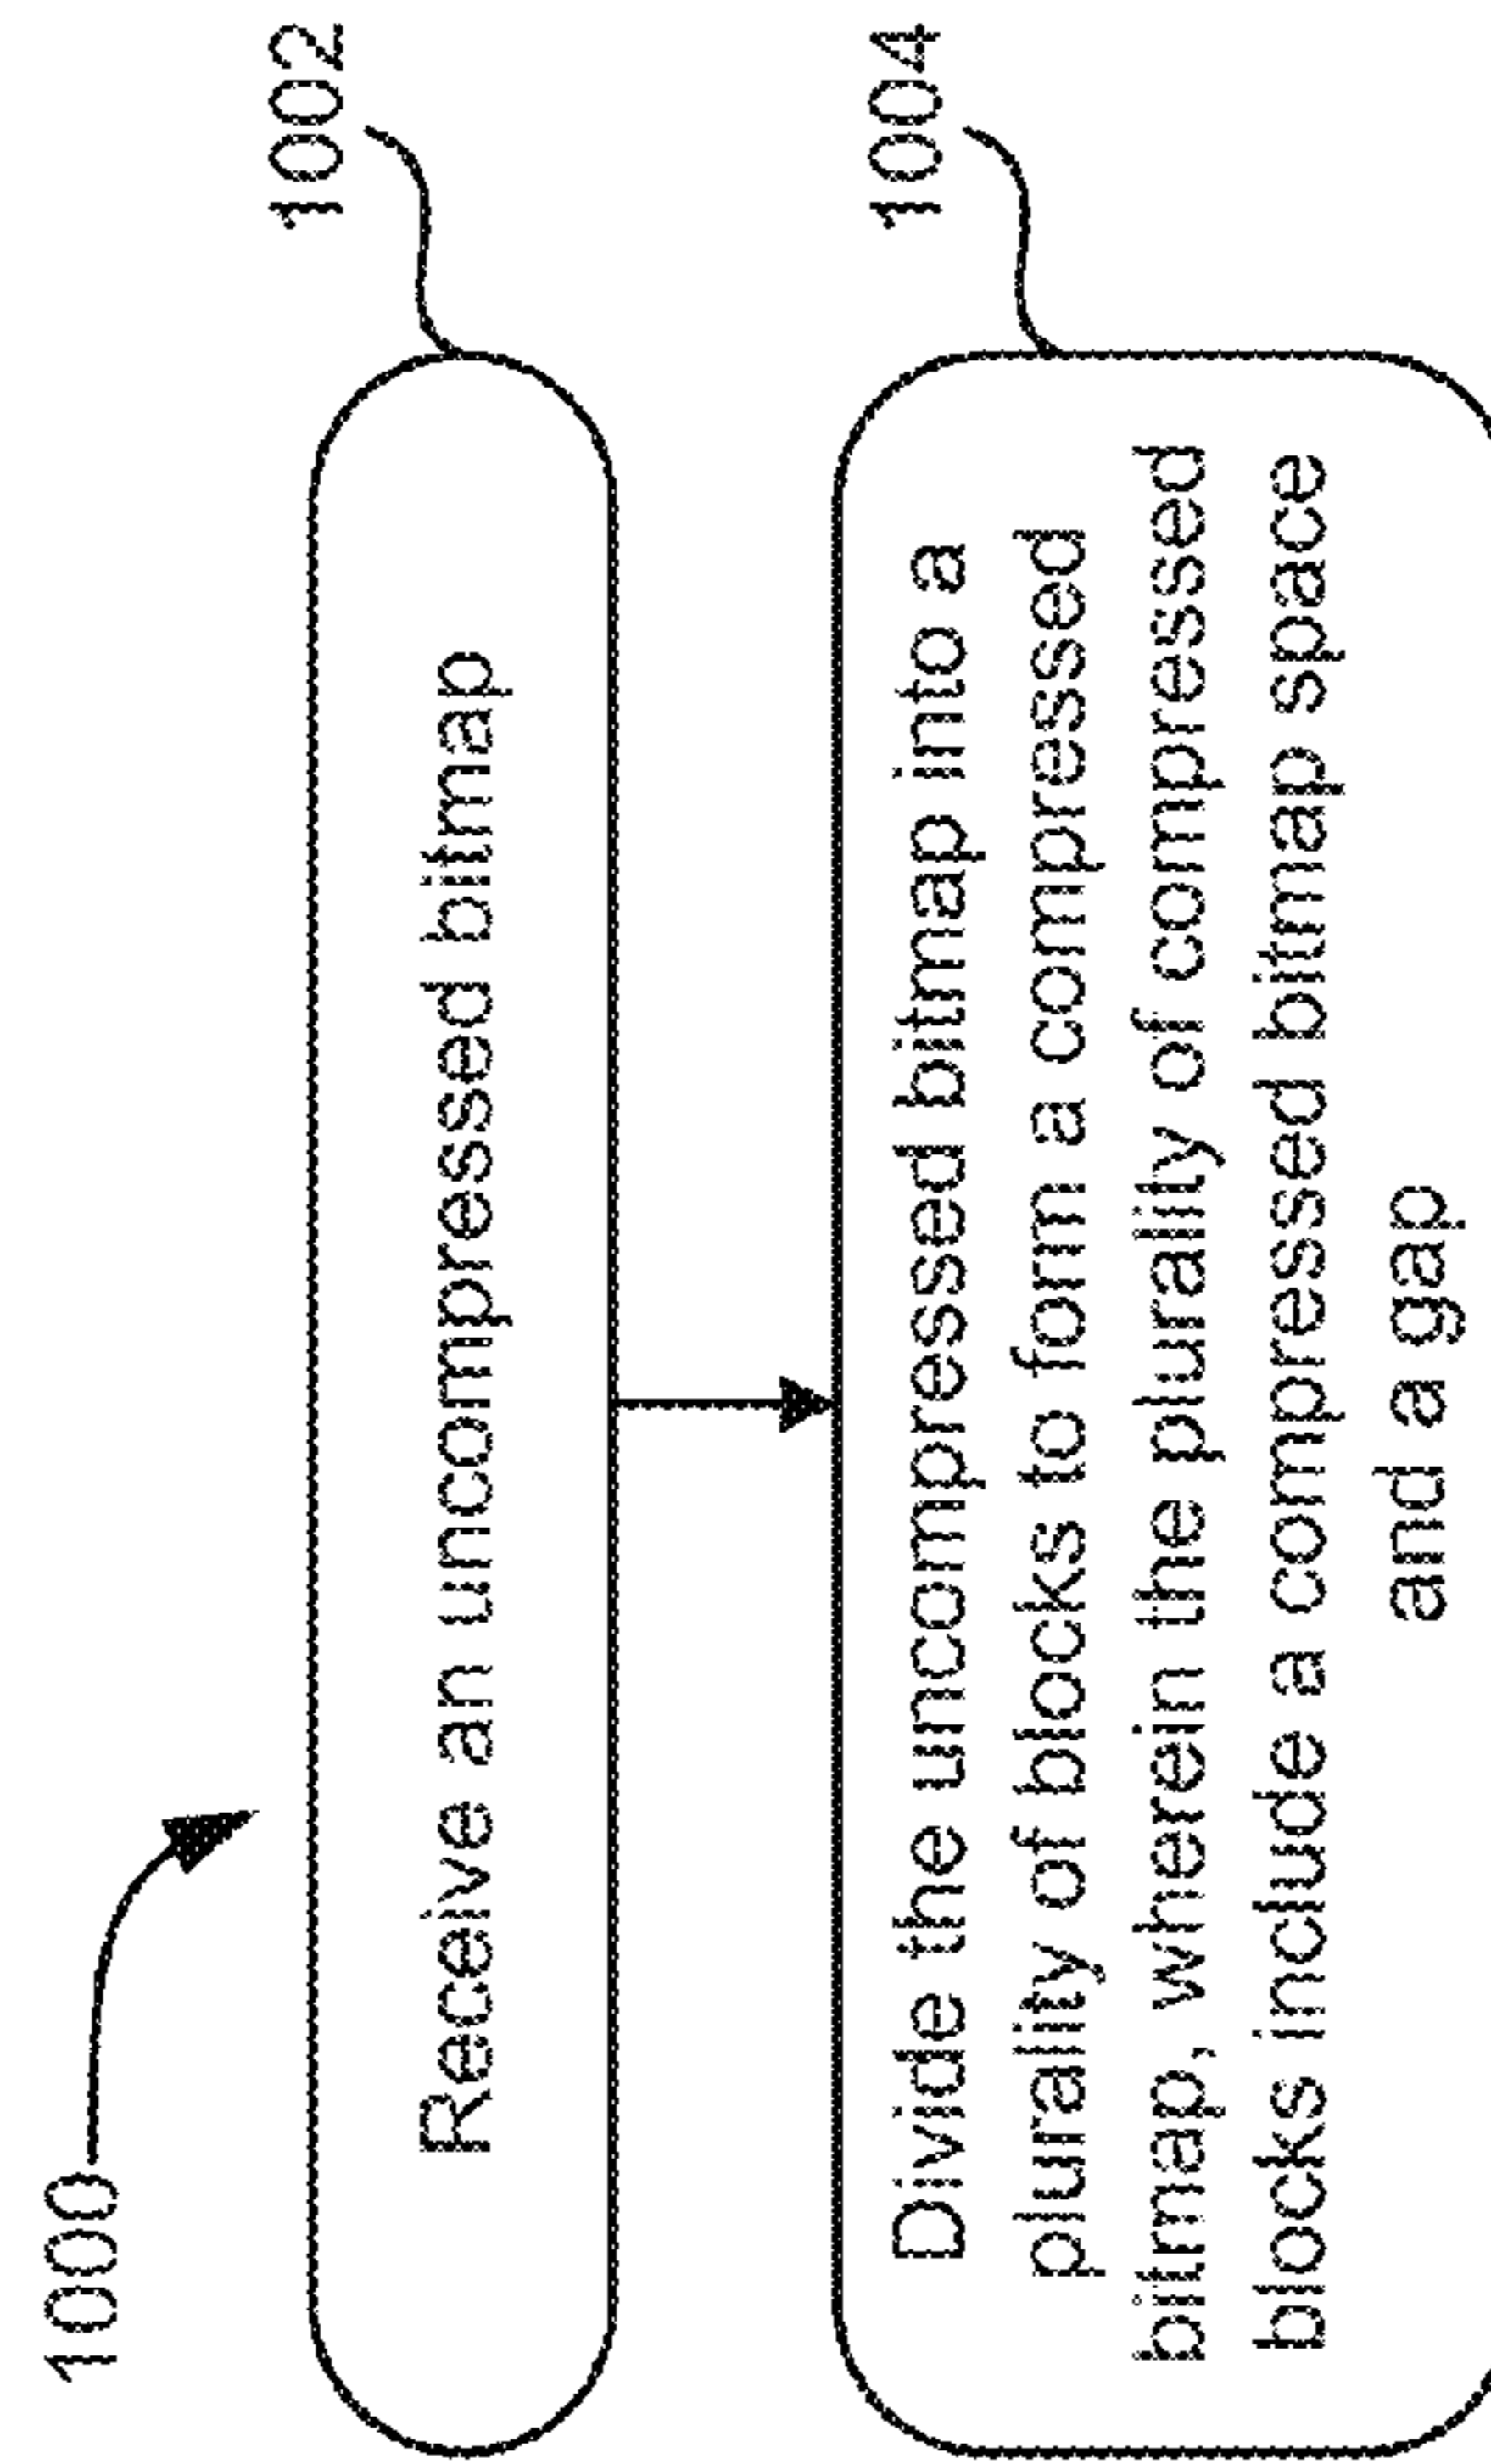 1000
1002
Receive an uncompressed bitmap
1004
Divide the uncompressed bitmap into a
plurality of blocks to form a compressed
bitmap, wherein the plurality of compressed
blocks include a compressed bitmap space
and a gap